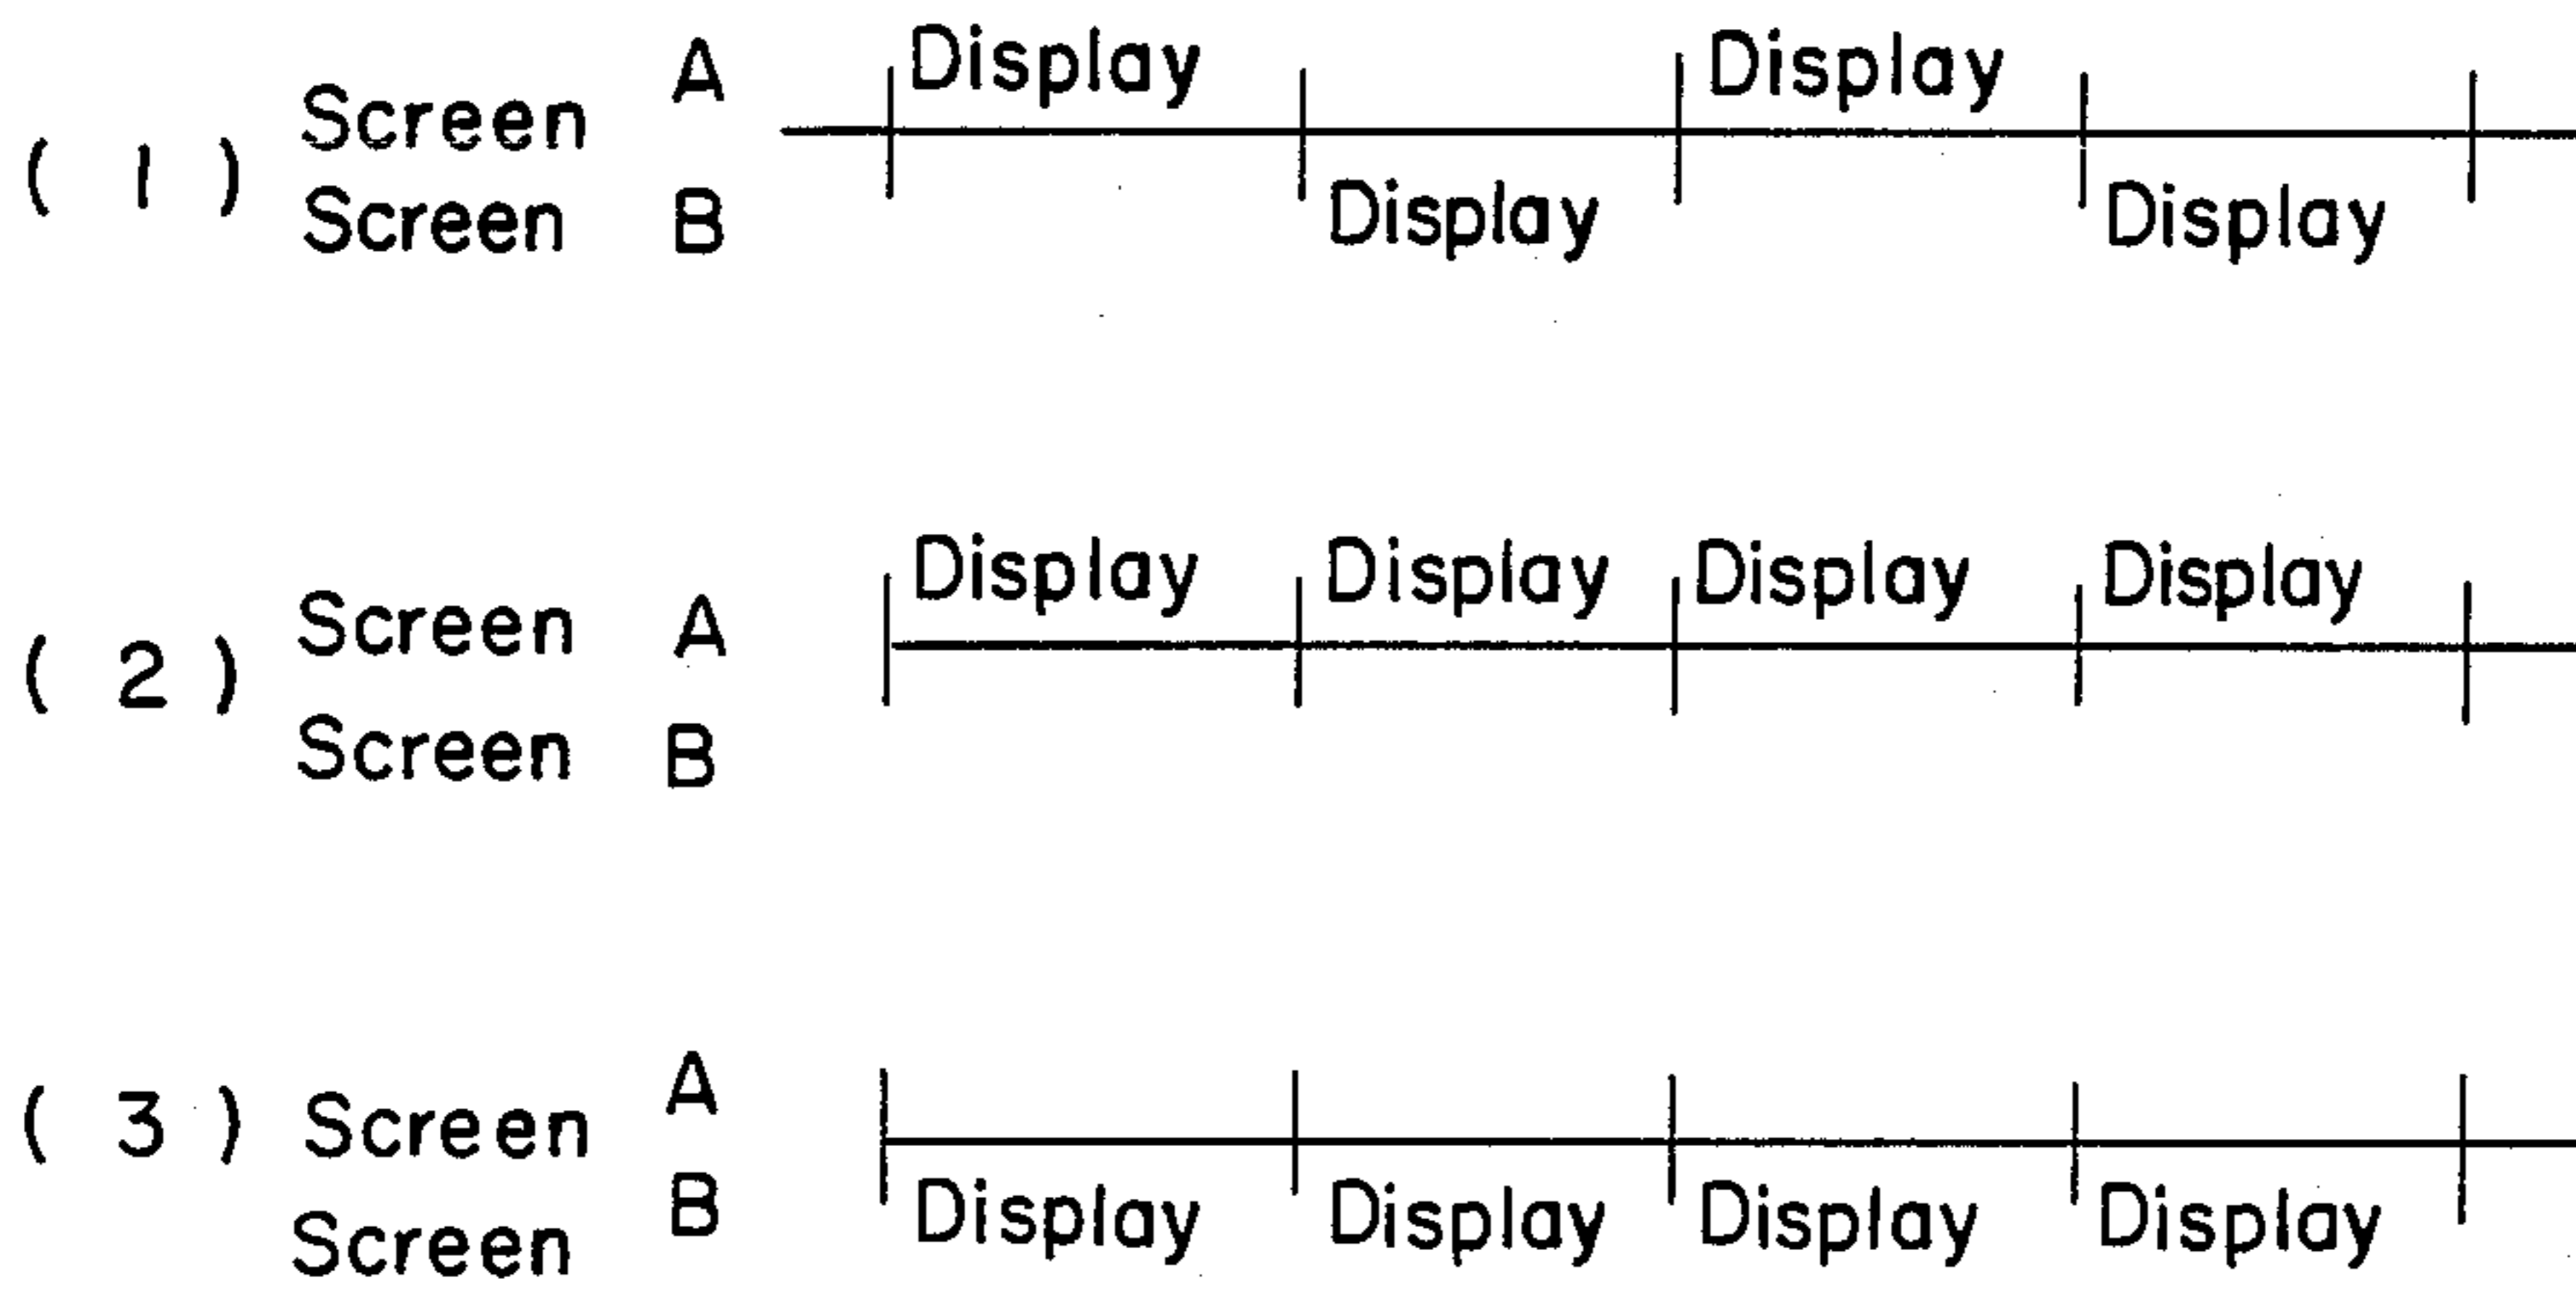 A Display Display
( 1 ) Screen
Screen B Display Display
Display Display Display Display
( 2 ) Screen A
Screen B
( 3 ) Screen A
B Display Display Display Display
Screen